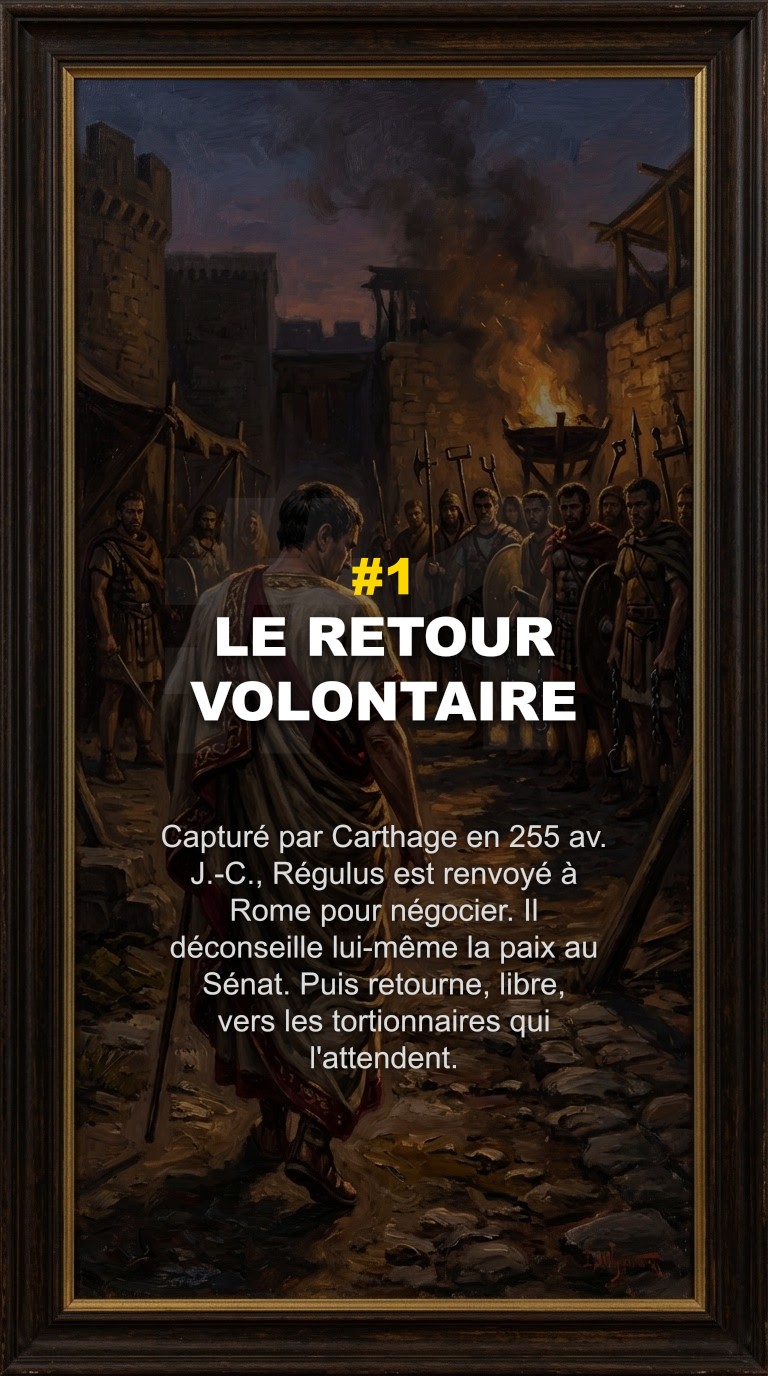 #1
LE RETOUR
VOLONTAIRE
Capturé par Carthage en 255 av.
J.-C., Régulus est renvoyé à
Rome pour négocier. Il
déconseille lui-même la paix au
Sénat. Puis retourne, libre,
vers les tortionnaires qui
l'attendent.